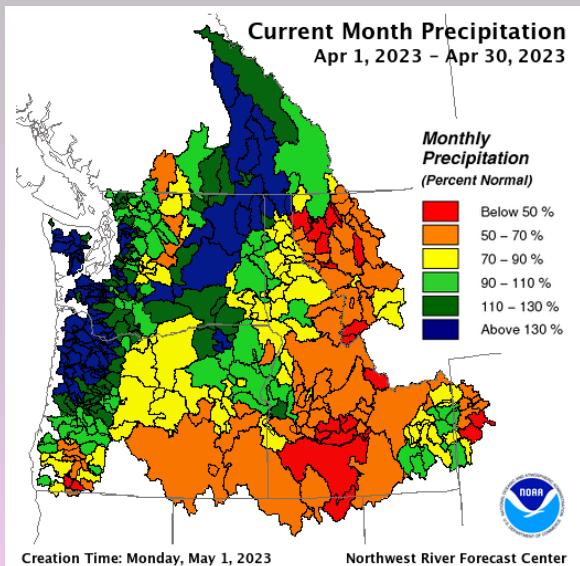 Current Month Precipitation
Apr 1, 2023 – Apr 30, 2023
Monthly
Precipitation
(Percent Normal)
Below 50 %
50 – 70 %
70 – 90 %
90 – 110 %
110 – 130 %
Above 130 %
NOAA
Creation Time: Monday, May 1, 2023
Northwest River Forecast Center